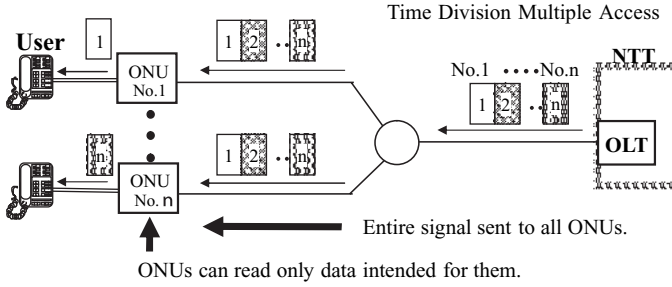 Time Division Multiple Access
User
1
1 2 ‥ n
ONU
No.1
No.1 ‥‥ No.n
NTT
1 2 ‥ n
OLT
n
1 2 ‥ n
ONU
No. n
Entire signal sent to all ONUs.
ONUs can read only data intended for them.